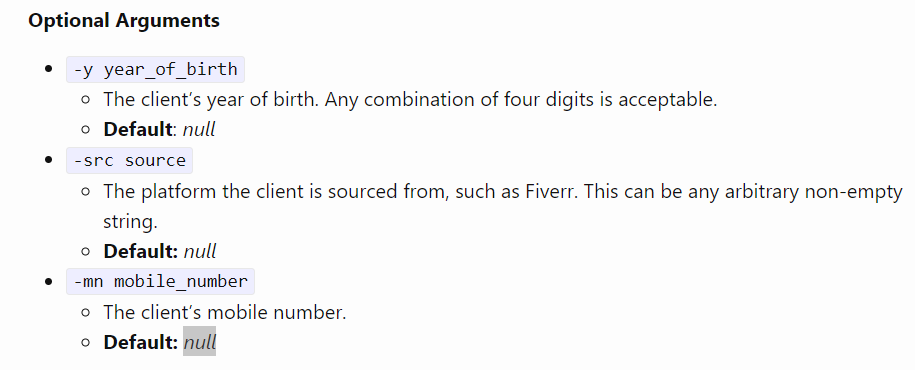 Optional Arguments
-y year_of_birth
The client's year of birth. Any combination of four digits is acceptable.
Default: null
-src source
The platform the client is sourced from, such as Fiverr. This can be any arbitrary non-empty
string.
Default: null
-mn mobile_number
The client's mobile number.
Default: null